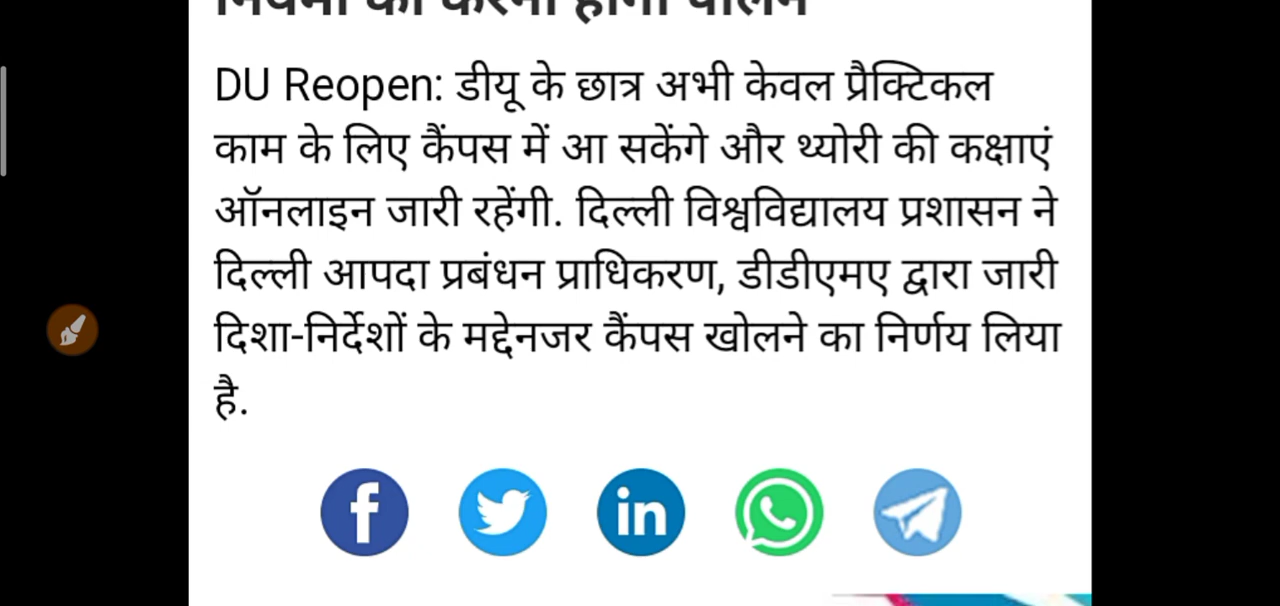 DU Reopen: डीयू के छात्र अभी केवल प्रैक्टिकल
काम के लिए कैंपस में आ सकेंगे और थ्योरी की कक्षाएं
ऑनलाइन जारी रहेंगी. दिल्ली विश्वविद्यालय प्रशासन ने
दिल्ली आपदा प्रबंधन प्राधिकरण, डीडीएमए द्वारा जारी
दिशा-निर्देशों के मद्देनजर कैंपस खोलने का निर्णय लिया
है.